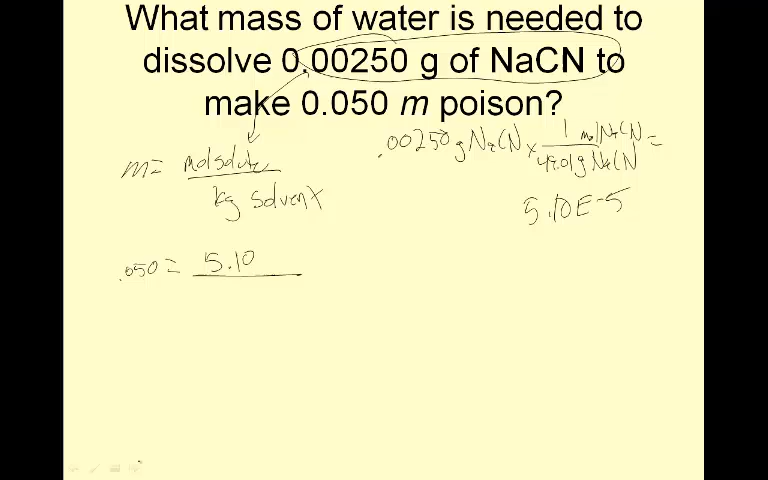 What mass of water is needed to
dissolve 0.00250 g of NaCN to
make 0.050 m poison?
.00250 g NaCN x 1 mol NaCN =
49.01 g NaCN
5.10E-5
m = mol solute
kg solvent
.050 = 5.10